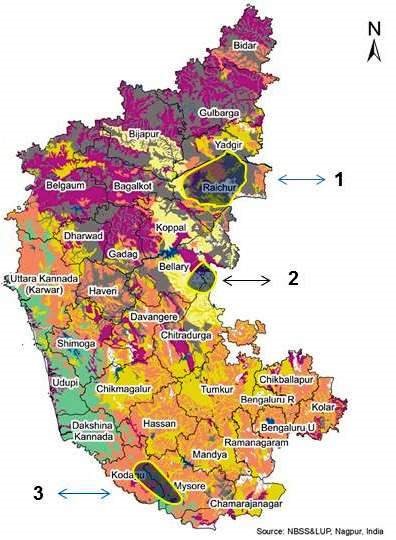 N
Bidar
Gulbarga
Bijapur
Yadgir
Raichur
1
Belgaum
Bagalkot
Koppal
Dharwad
Gadag
Bellary
2
Uttara Kannada
(Karwar)
Haveri
Davangere
Chitradurga
Shimoga
Udupi
Chikmagalur
Tumkur
Chikballapur
Bengaluru R
Kolar
Hassan
Bengaluru U
Dakshina
Kannada
Ramanagaram
Mandya
Kodagu
3
Mysore
Chamarajanagar
Source: NBSS&LUP, Nagpur, India